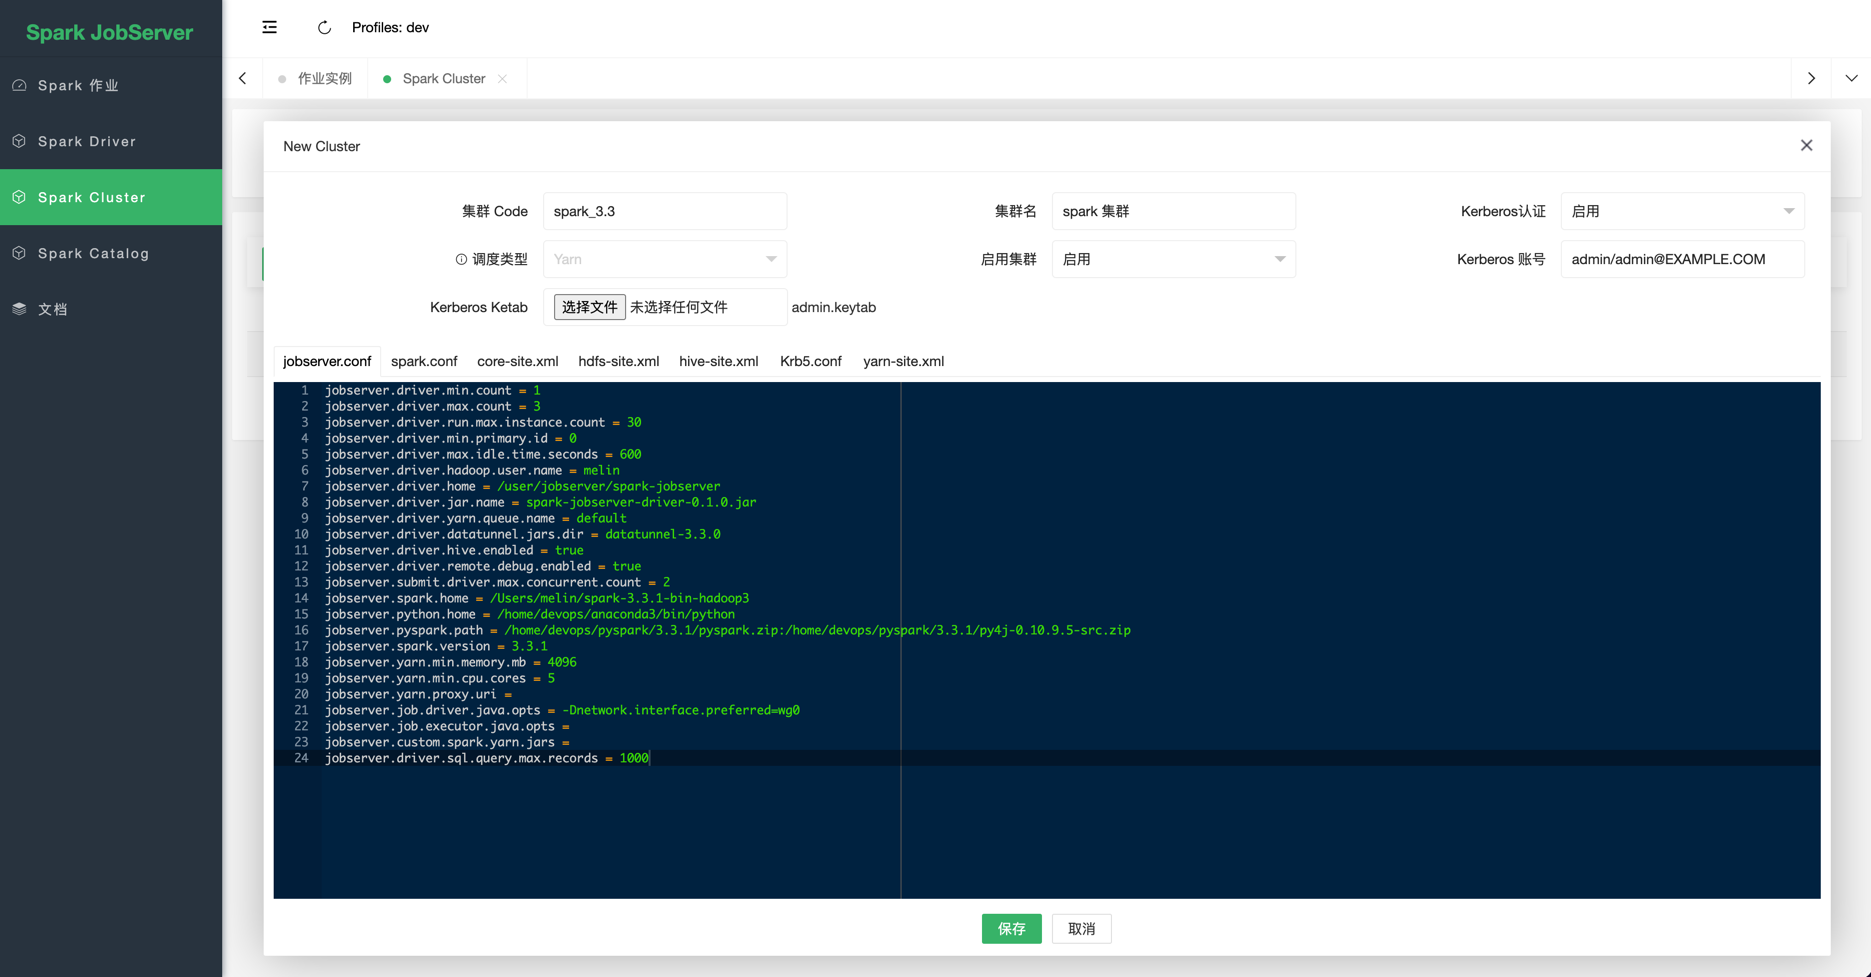 Spark JobServer
Profiles: dev
Spark 作业
Spark Driver
Spark Cluster
Spark Catalog
文档
作业实例
Spark Cluster
New Cluster
集群 Code
spark_3.3
集群名
spark 集群
Kerberos认证
启用
调度类型
Yarn
启用集群
启用
Kerberos 账号
admin/admin@EXAMPLE.COM
Kerberos Ketab
选择文件 未选择任何文件
admin.keytab
jobserver.conf
spark.conf
core-site.xml
hdfs-site.xml
hive-site.xml
Krb5.conf
yarn-site.xml
1 jobserver.driver.min.count = 1
2 jobserver.driver.max.count = 3
3 jobserver.driver.run.max.instance.count = 30
4 jobserver.driver.min.primary.id = 0
5 jobserver.driver.max.idle.time.seconds = 600
6 jobserver.driver.hadoop.user.name = melin
7 jobserver.driver.home = /user/jobserver/spark-jobserver
8 jobserver.driver.jar.name = spark-jobserver-driver-0.1.0.jar
9 jobserver.driver.yarn.queue.name = default
10 jobserver.driver.datatunnel.jars.dir = datatunnel-3.3.0
11 jobserver.driver.hive.enabled = true
12 jobserver.driver.remote.debug.enabled = true
13 jobserver.submit.driver.max.concurrent.count = 2
14 jobserver.spark.home = /Users/melin/spark-3.3.1-bin-hadoop3
15 jobserver.python.home = /home/devops/anaconda3/bin/python
16 jobserver.pyspark.path = /home/devops/pyspark/3.3.1/pyspark.zip:/home/devops/pyspark/3.3.1/py4j-0.10.9.5-src.zip
17 jobserver.spark.version = 3.3.1
18 jobserver.yarn.min.memory.mb = 4096
19 jobserver.yarn.min.cpu.cores = 5
20 jobserver.yarn.proxy.uri =
21 jobserver.job.driver.java.opts = -Dnetwork.interface.preferred=wg0
22 jobserver.job.executor.java.opts =
23 jobserver.custom.spark.yarn.jars =
24 jobserver.driver.sql.query.max.records = 1000
保存
取消